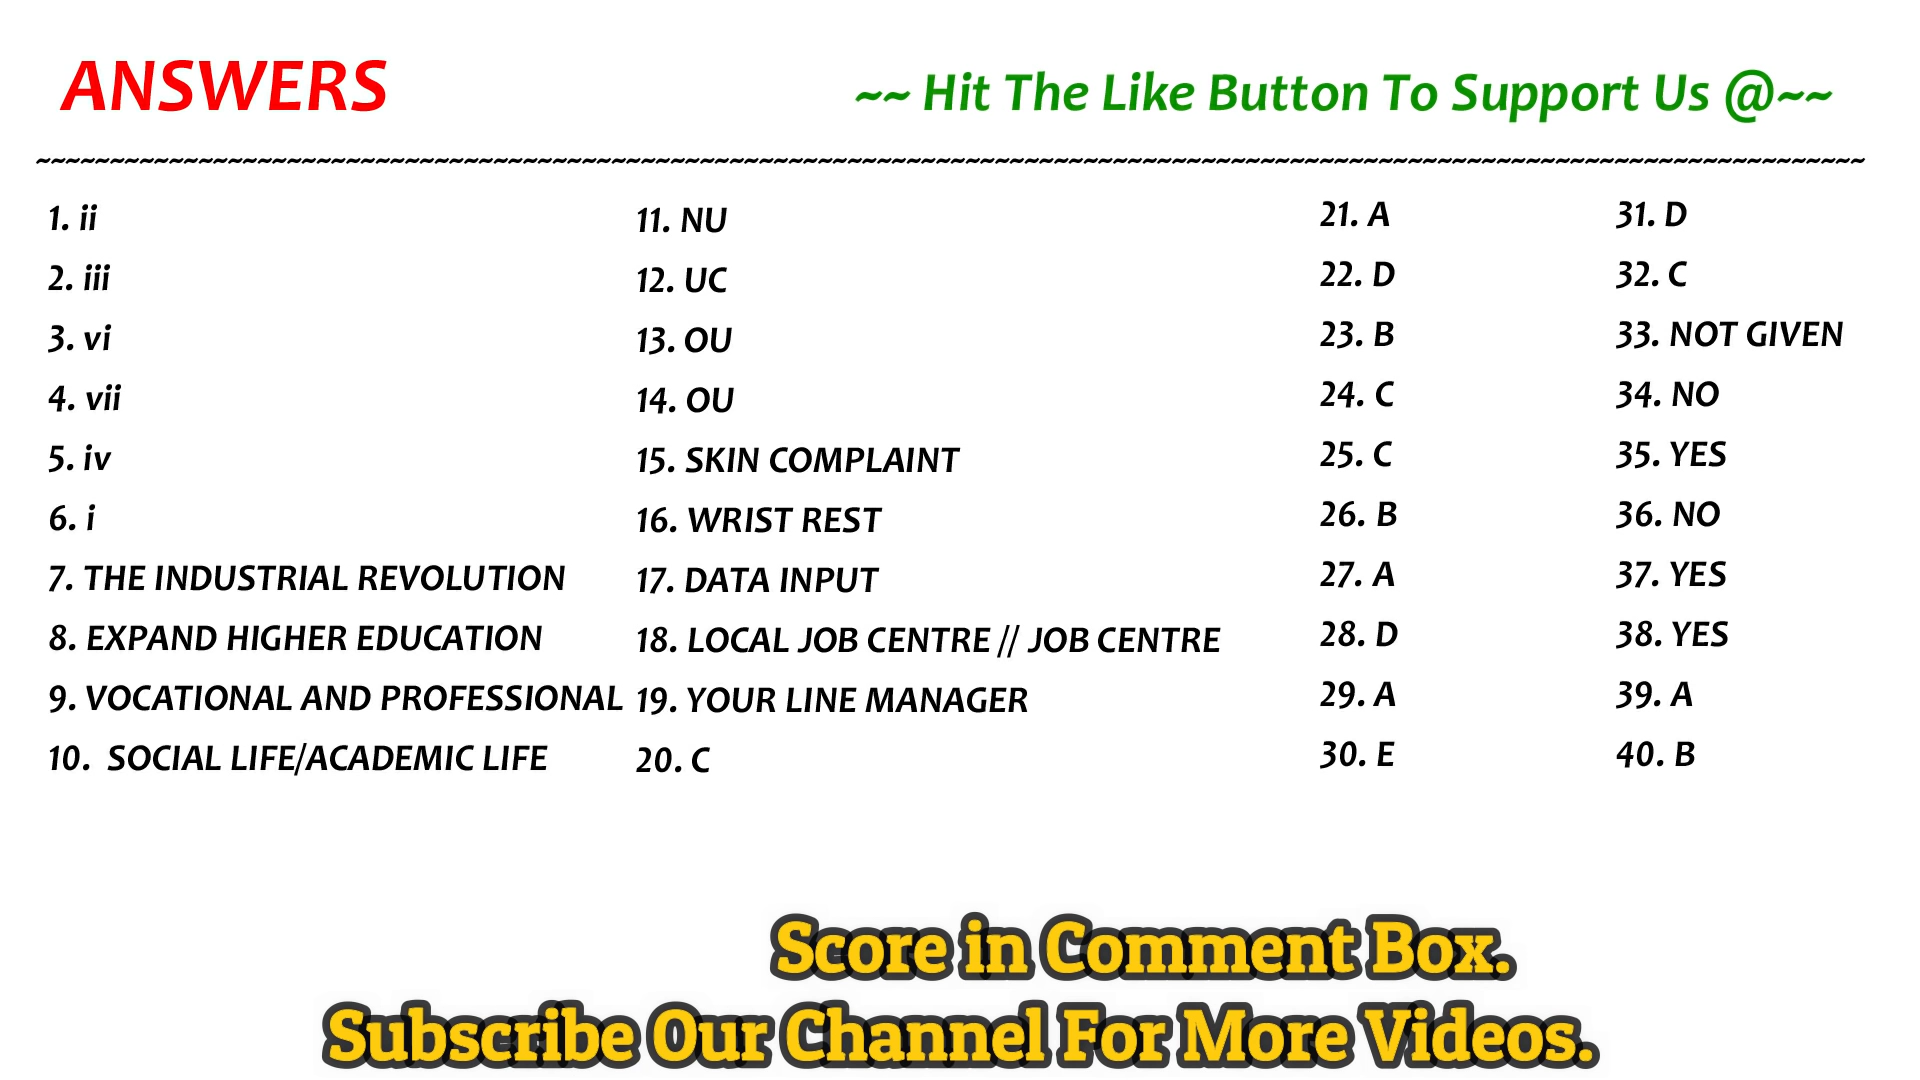 ANSWERS
~~ Hit The Like Button To Support Us @~~
~~~~~~~~~~~~~~~~~~~~~~~~~~~~~~~~~~~~~~~~~~~~~~~~~~~~~~~~~~~~~~~~~~~~~~~~~~~~~~~~~~~~~~~~~~~~~~~~~~~~~~~~~~~~~~~~~~~~~~~~~~~
1. ii
2. iii
3. vi
4. vii
5. iv
6. i
7. THE INDUSTRIAL REVOLUTION
8. EXPAND HIGHER EDUCATION
9. VOCATIONAL AND PROFESSIONAL
10. SOCIAL LIFE/ACADEMIC LIFE
11. NU
12. UC
13. OU
14. OU
15. SKIN COMPLAINT
16. WRIST REST
17. DATA INPUT
18. LOCAL JOB CENTRE // JOB CENTRE
19. YOUR LINE MANAGER
20. C
21. A
22. D
23. B
24. C
25. C
26. B
27. A
28. D
29. A
30. E
31. D
32. C
33. NOT GIVEN
34. NO
35. YES
36. NO
37. YES
38. YES
39. A
40. B
Score in Comment Box.
Subscribe Our Channel For More Videos.